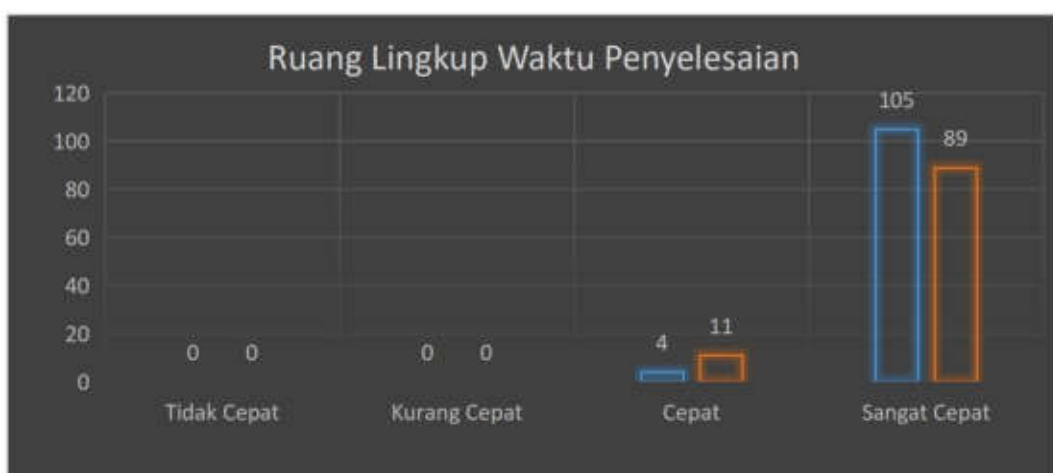 Ruang Lingkup Waktu Penyelesaian
120
100
80
60
40
20
0
105
89
4
11
0 0
0 0
Tidak Cepat
Kurang Cepat
Cepat
Sangat Cepat